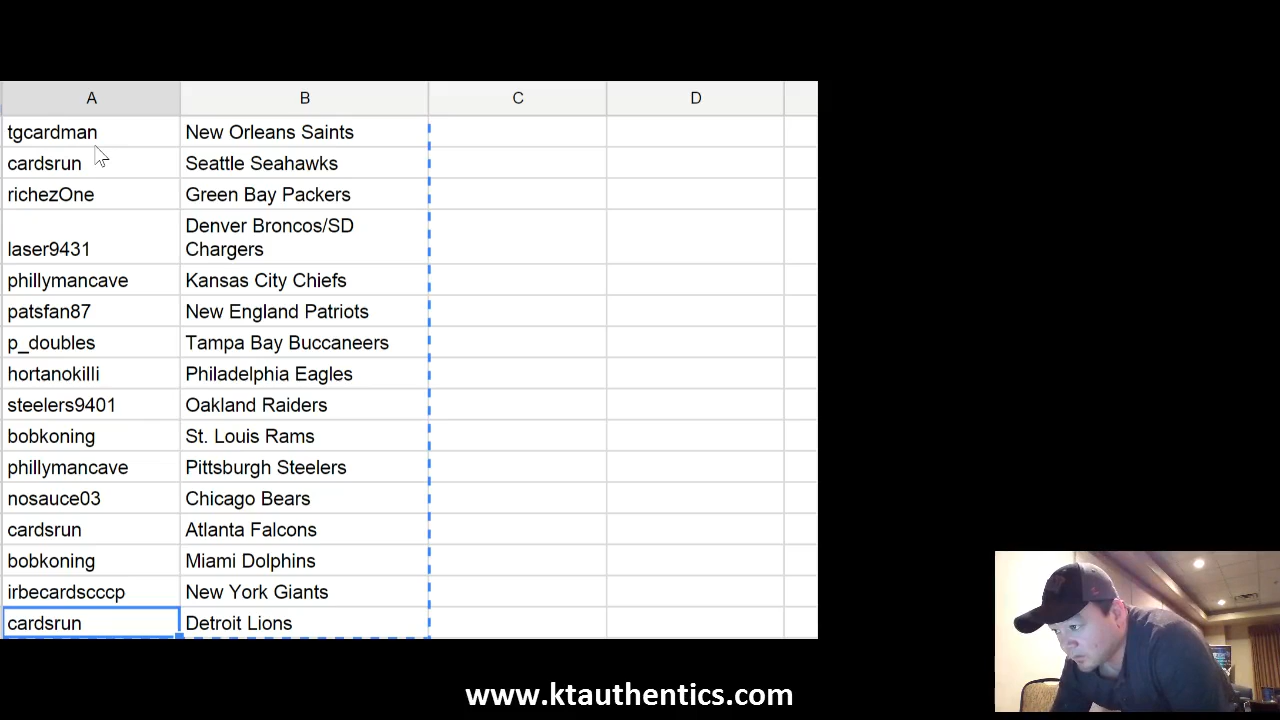 A B C D
tgcardman New Orleans Saints
cardsrun Seattle Seahawks
richezOne Green Bay Packers
Denver Broncos/SD
laser9431 Chargers
phillymancave Kansas City Chiefs
patsfan87 New England Patriots
p_doubles Tampa Bay Buccaneers
hortanokilli Philadelphia Eagles
steelers9401 Oakland Raiders
bobkoning St. Louis Rams
phillymancave Pittsburgh Steelers
nosauce03 Chicago Bears
cardsrun Atlanta Falcons
bobkoning Miami Dolphins
irbecardscccp New York Giants
cardsrun Detroit Lions
www.ktauthentics.com